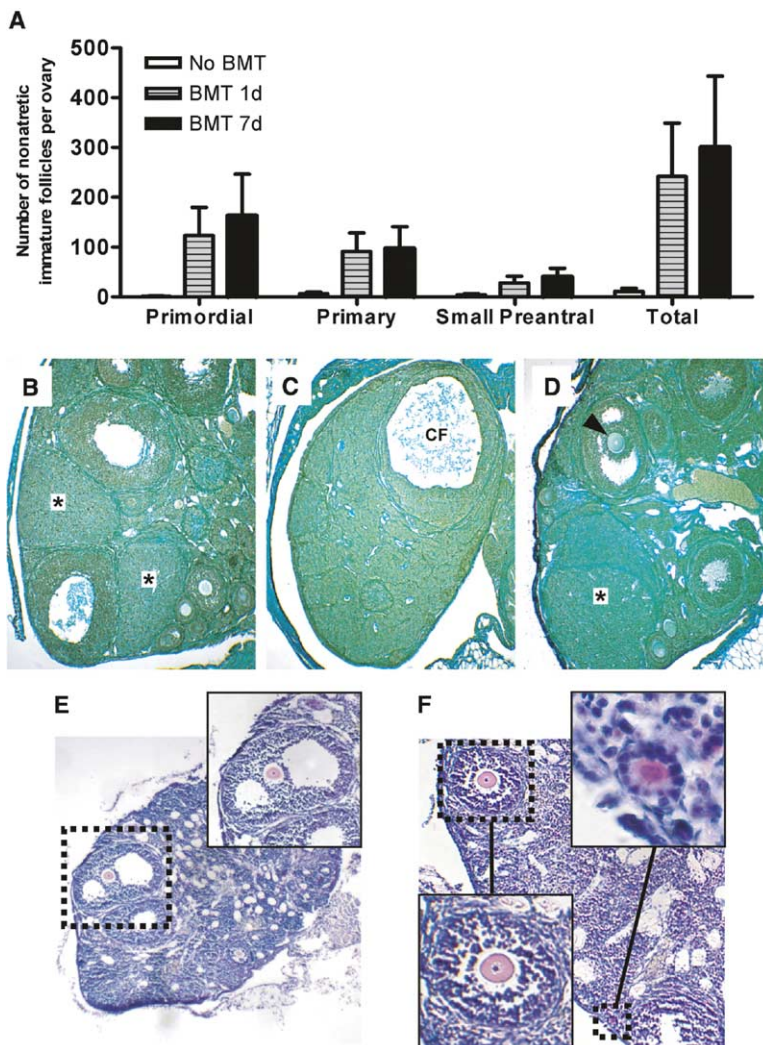 A
Number of nonatretic
immature follicles per ovary
500
400
300
200
100
0
No BMT
BMT 1d
BMT 7d
Primordial Primary Small Preantral Total
B
*
*
C
CF
D
*
E
F